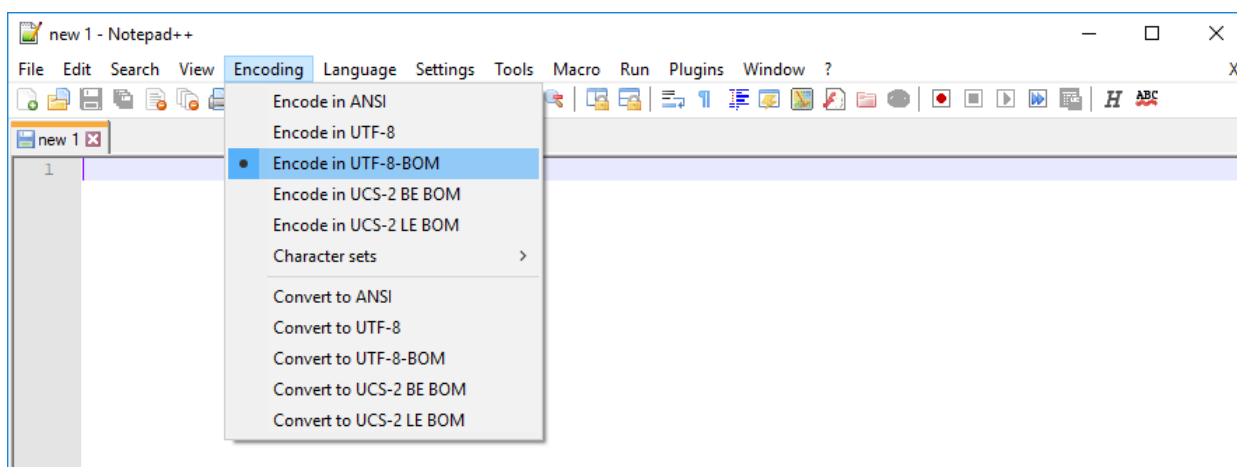 new 1 - Notepad++
File Edit Search View Encoding Language Settings Tools Macro Run Plugins Window ? X
H ABC
new 1
1
Encode in ANSI
Encode in UTF-8
Encode in UTF-8-BOM
Encode in UCS-2 BE BOM
Encode in UCS-2 LE BOM
Character sets
Convert to ANSI
Convert to UTF-8
Convert to UTF-8-BOM
Convert to UCS-2 BE BOM
Convert to UCS-2 LE BOM